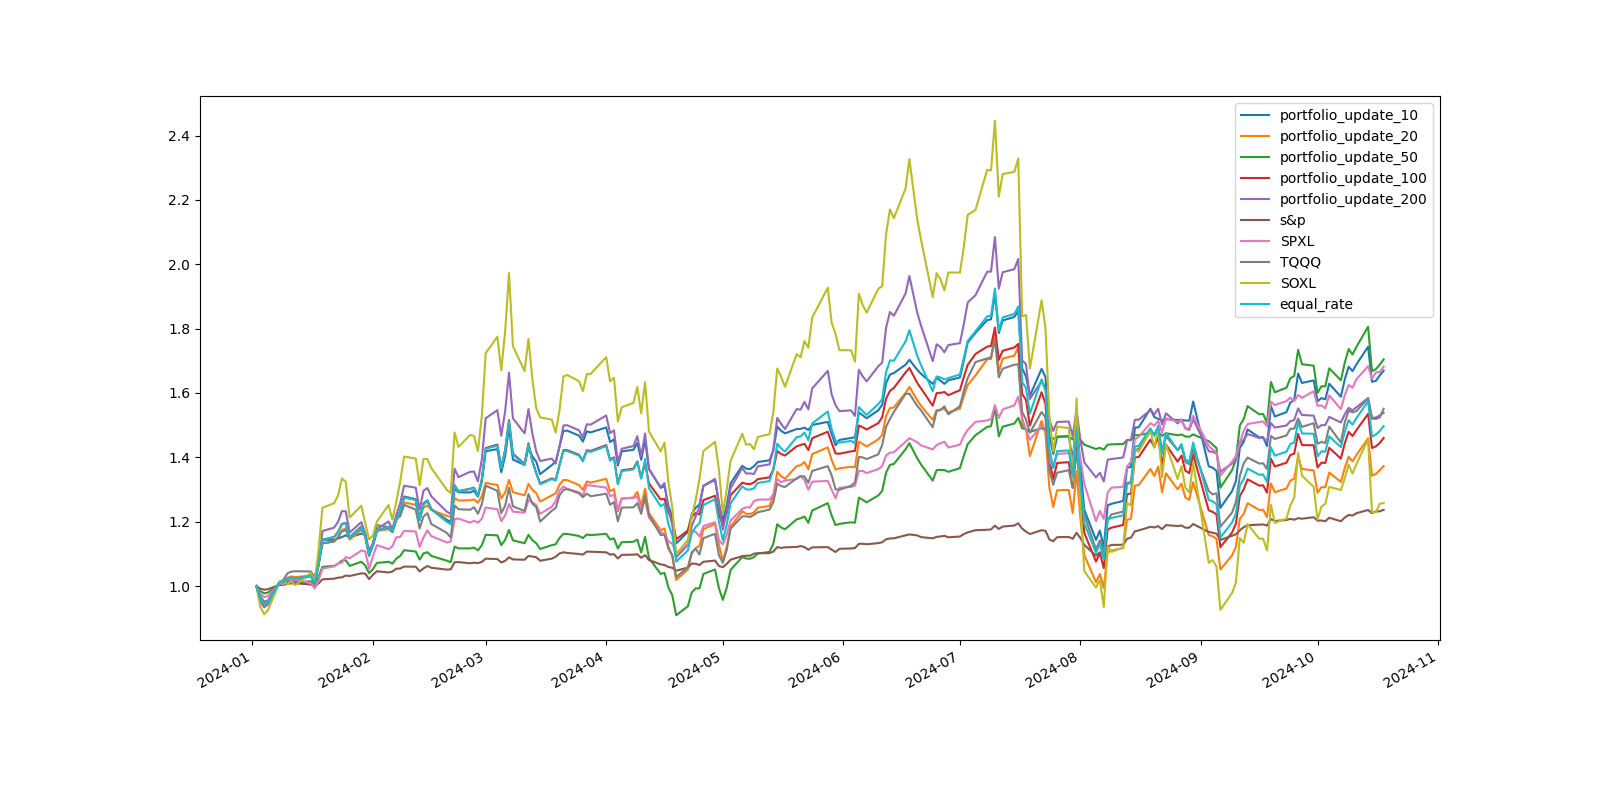 2.4
2.2
2.0
1.8
1.6
1.4
1.2
1.0
portfolio_update_10
portfolio_update_20
portfolio_update_50
portfolio_update_100
portfolio_update_200
s&p
SPXL
TQQQ
SOXL
equal_rate
2024-01
2024-02
2024-03
2024-04
2024-05
2024-06
2024-07
2024-08
2024-09
2024-10
2024-11